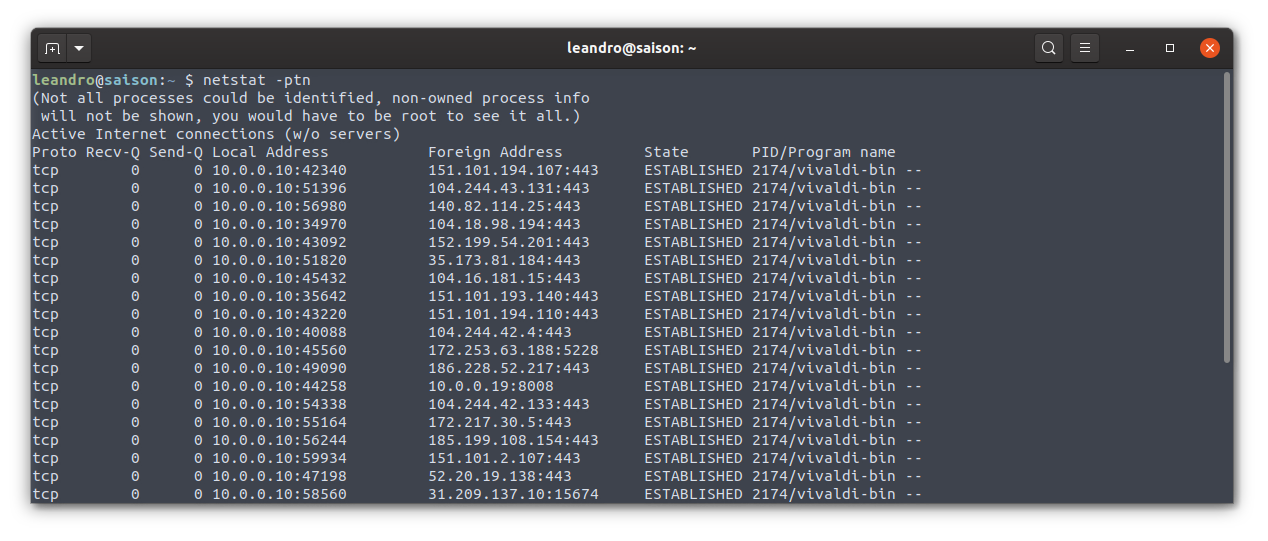 leandro@saison: ~
leandro@saison:~ $ netstat -ptn
(Not all processes could be identified, non-owned process info
 will not be shown, you would have to be root to see it all.)
Active Internet connections (w/o servers)
Proto Recv-Q Send-Q Local Address           Foreign Address         State       PID/Program name
tcp        0      0 10.0.0.10:42340         151.101.194.107:443     ESTABLISHED 2174/vivaldi-bin --
tcp        0      0 10.0.0.10:51396         104.244.43.131:443      ESTABLISHED 2174/vivaldi-bin --
tcp        0      0 10.0.0.10:56980         140.82.114.25:443       ESTABLISHED 2174/vivaldi-bin --
tcp        0      0 10.0.0.10:34970         104.18.98.194:443       ESTABLISHED 2174/vivaldi-bin --
tcp        0      0 10.0.0.10:43092         152.199.54.201:443      ESTABLISHED 2174/vivaldi-bin --
tcp        0      0 10.0.0.10:51820         35.173.81.184:443       ESTABLISHED 2174/vivaldi-bin --
tcp        0      0 10.0.0.10:45432         104.16.181.15:443       ESTABLISHED 2174/vivaldi-bin --
tcp        0      0 10.0.0.10:35642         151.101.193.140:443     ESTABLISHED 2174/vivaldi-bin --
tcp        0      0 10.0.0.10:43220         151.101.194.110:443     ESTABLISHED 2174/vivaldi-bin --
tcp        0      0 10.0.0.10:40088         104.244.42.4:443        ESTABLISHED 2174/vivaldi-bin --
tcp        0      0 10.0.0.10:45560         172.253.63.188:5228     ESTABLISHED 2174/vivaldi-bin --
tcp        0      0 10.0.0.10:49090         186.228.52.217:443      ESTABLISHED 2174/vivaldi-bin --
tcp        0      0 10.0.0.10:44258         10.0.0.19:8008          ESTABLISHED 2174/vivaldi-bin --
tcp        0      0 10.0.0.10:54338         104.244.42.133:443      ESTABLISHED 2174/vivaldi-bin --
tcp        0      0 10.0.0.10:55164         172.217.30.5:443        ESTABLISHED 2174/vivaldi-bin --
tcp        0      0 10.0.0.10:56244         185.199.108.154:443     ESTABLISHED 2174/vivaldi-bin --
tcp        0      0 10.0.0.10:59934         151.101.2.107:443       ESTABLISHED 2174/vivaldi-bin --
tcp        0      0 10.0.0.10:47198         52.20.19.138:443        ESTABLISHED 2174/vivaldi-bin --
tcp        0      0 10.0.0.10:58560         31.209.137.10:15674     ESTABLISHED 2174/vivaldi-bin --